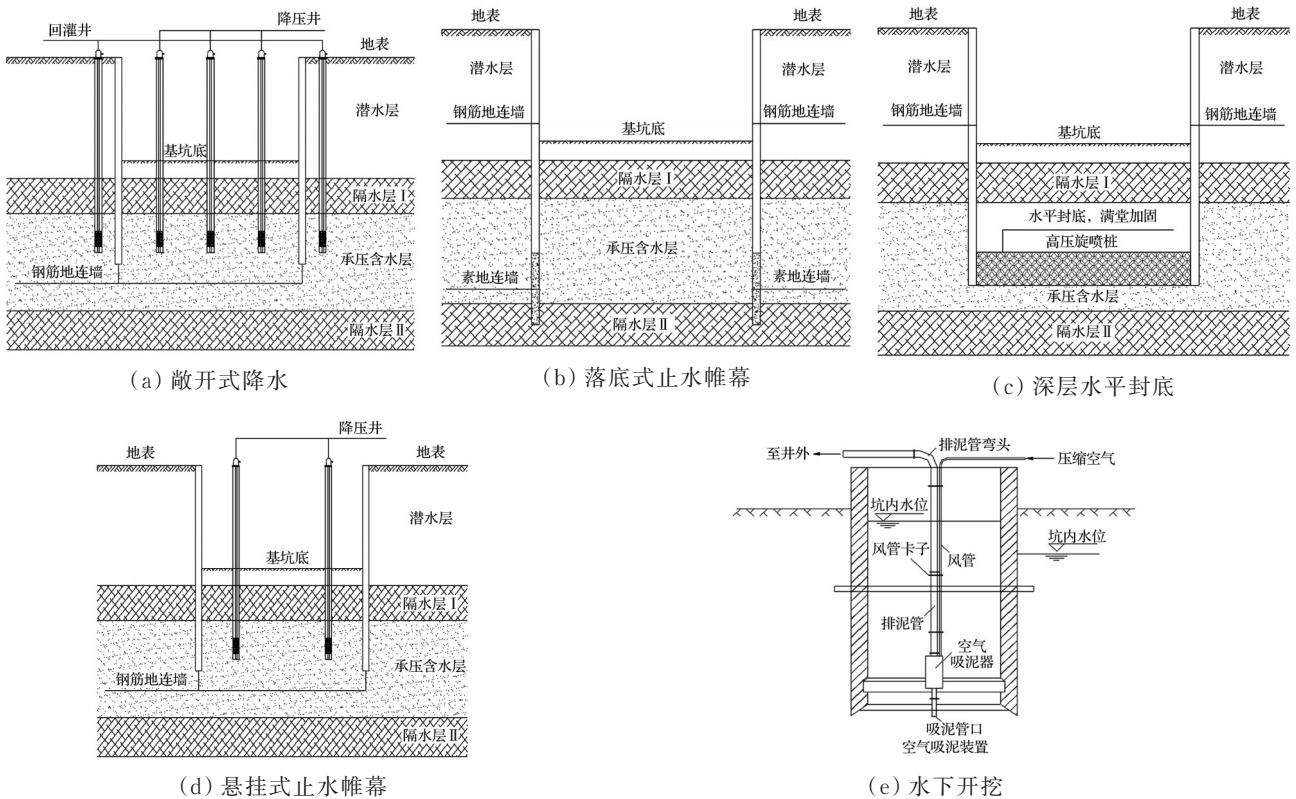 回灌井
降压井
地表
潜水层
基坑底
隔水层Ⅰ
承压含水层
钢筋地连墙
隔水层Ⅱ
(a) 敞开式降水
地表
地表
潜水层
潜水层
钢筋地连墙
钢筋地连墙
基坑底
隔水层Ⅰ
承压含水层
素地连墙
素地连墙
隔水层Ⅱ
(b) 落底式止水帷幕
地表
地表
潜水层
潜水层
钢筋地连墙
钢筋地连墙
基坑底
隔水层Ⅰ
水平封底，满堂加固
高压旋喷桩
承压含水层
隔水层Ⅱ
(c) 深层水平封底
降压井
地表
地表
潜水层
基坑底
隔水层Ⅰ
承压含水层
钢筋地连墙
隔水层Ⅱ
(d) 悬挂式止水帷幕
排泥管弯头
至井外
压缩空气
坑内水位
坑内水位
风管卡子
风管
排泥管
空气
吸泥器
吸泥管口
空气吸泥装置
(e) 水下开挖